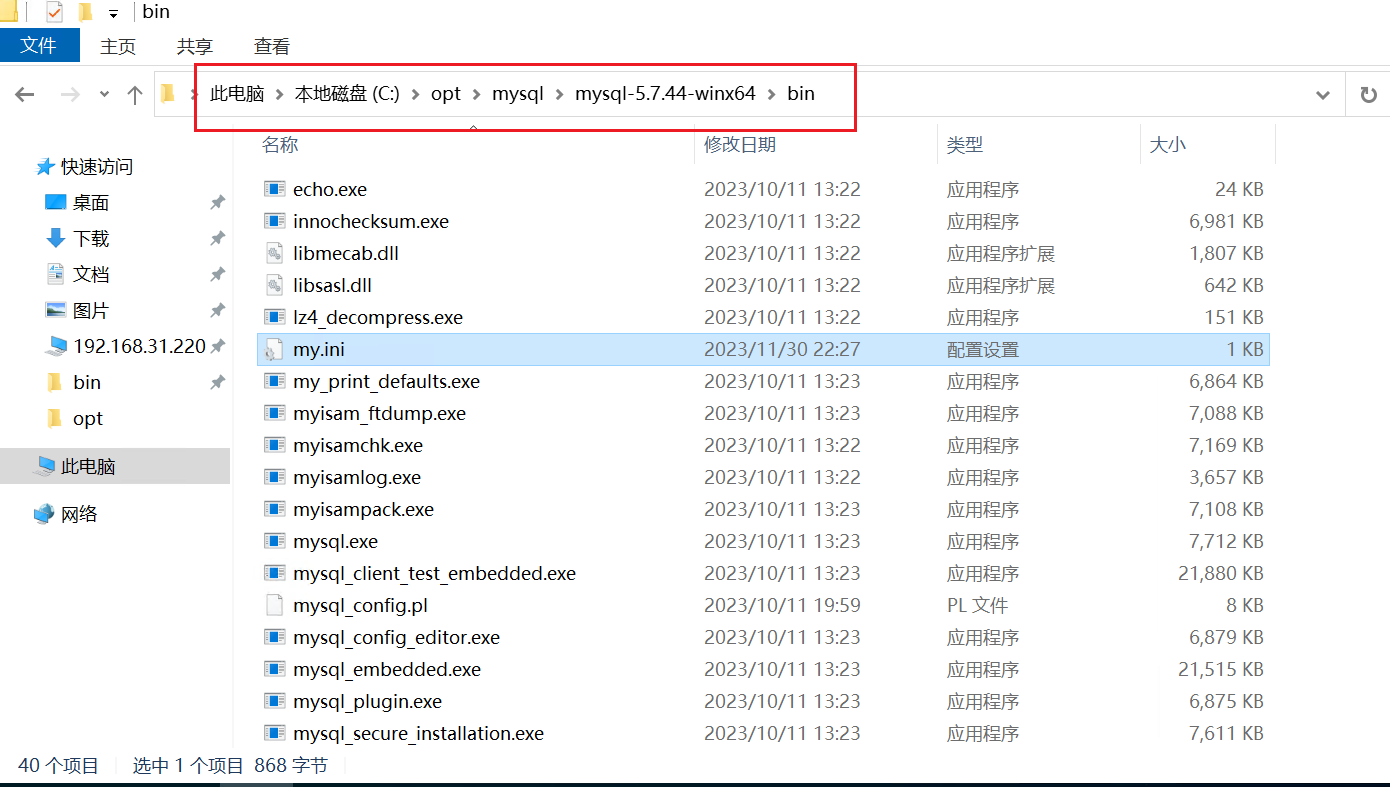 bin
文件 主页 共享 查看
此电脑 本地磁盘 (C:) opt mysql mysql-5.7.44-winx64 bin
名称 修改日期 类型 大小
快速访问
桌面
下载
文档
图片
192.168.31.220
bin
opt
此电脑
网络
echo.exe 2023/10/11 13:22 应用程序 24 KB
innochecksum.exe 2023/10/11 13:22 应用程序 6,981 KB
libmecab.dll 2023/10/11 13:22 应用程序扩展 1,807 KB
libsasl.dll 2023/10/11 13:22 应用程序扩展 642 KB
lz4_decompress.exe 2023/10/11 13:22 应用程序 151 KB
my.ini 2023/11/30 22:27 配置设置 1 KB
my_print_defaults.exe 2023/10/11 13:23 应用程序 6,864 KB
myisam_ftdump.exe 2023/10/11 13:23 应用程序 7,088 KB
myisamchk.exe 2023/10/11 13:22 应用程序 7,169 KB
myisamlog.exe 2023/10/11 13:22 应用程序 3,657 KB
myisampack.exe 2023/10/11 13:23 应用程序 7,108 KB
mysql.exe 2023/10/11 13:23 应用程序 7,712 KB
mysql_client_test_embedded.exe 2023/10/11 13:23 应用程序 21,880 KB
mysql_config.pl 2023/10/11 19:59 PL 文件 8 KB
mysql_config_editor.exe 2023/10/11 13:23 应用程序 6,879 KB
mysql_embedded.exe 2023/10/11 13:23 应用程序 21,515 KB
mysql_plugin.exe 2023/10/11 13:23 应用程序 6,875 KB
mysql_secure_installation.exe 2023/10/11 13:23 应用程序 7,611 KB
40 个项目 选中 1 个项目 868 字节